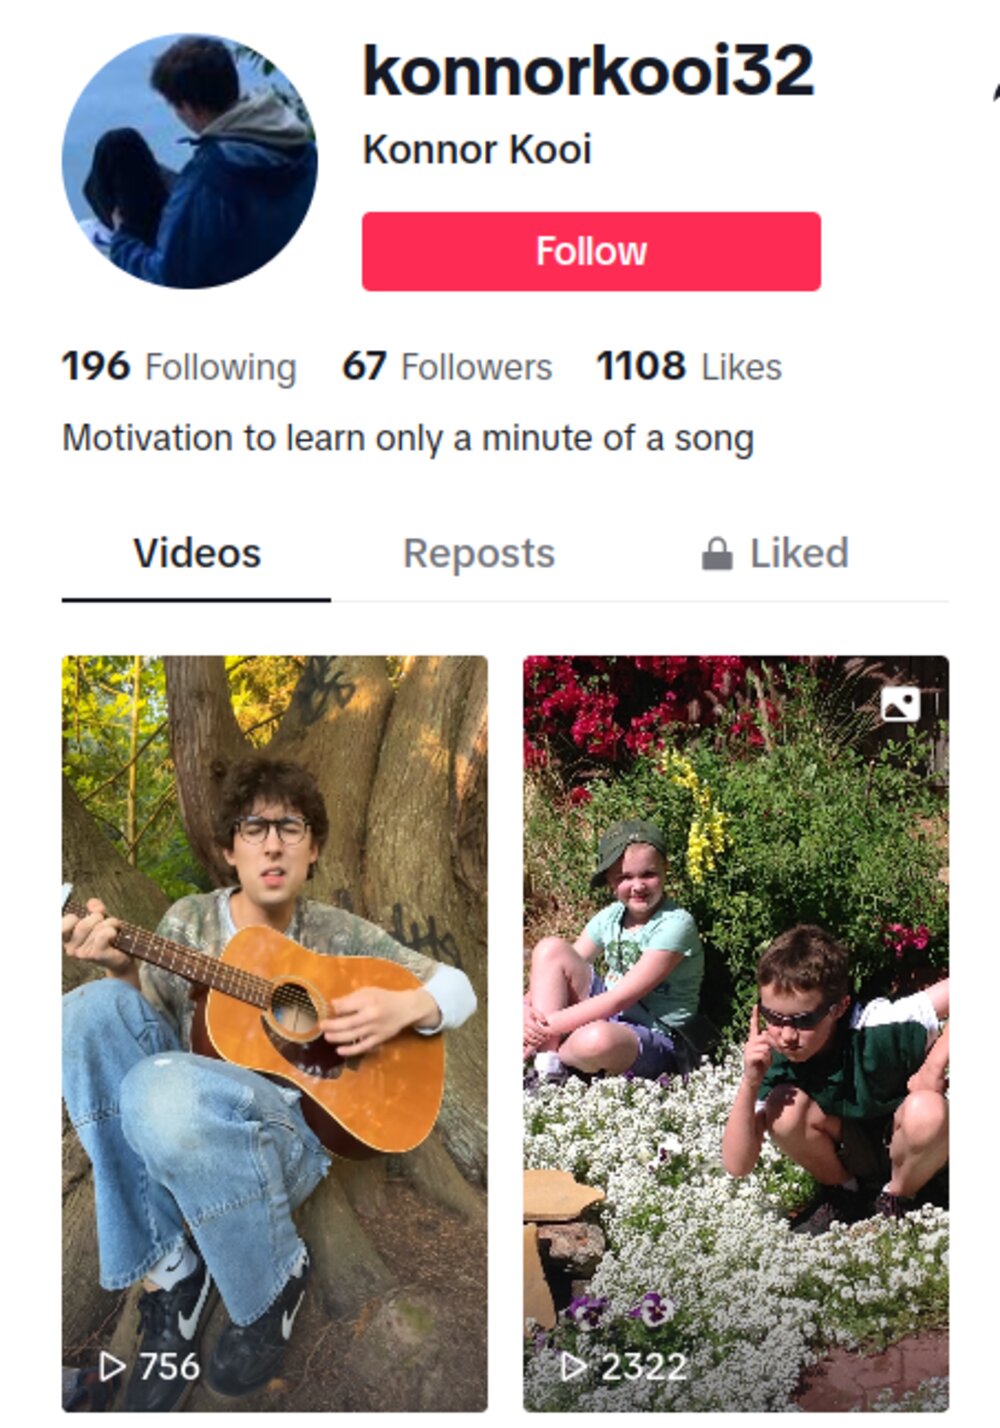 konnorkooi32
Konnor Kooi
Follow
196 Following 67 Followers 1108 Likes
Motivation to learn only a minute of a song
Videos Reposts Liked
756 2322